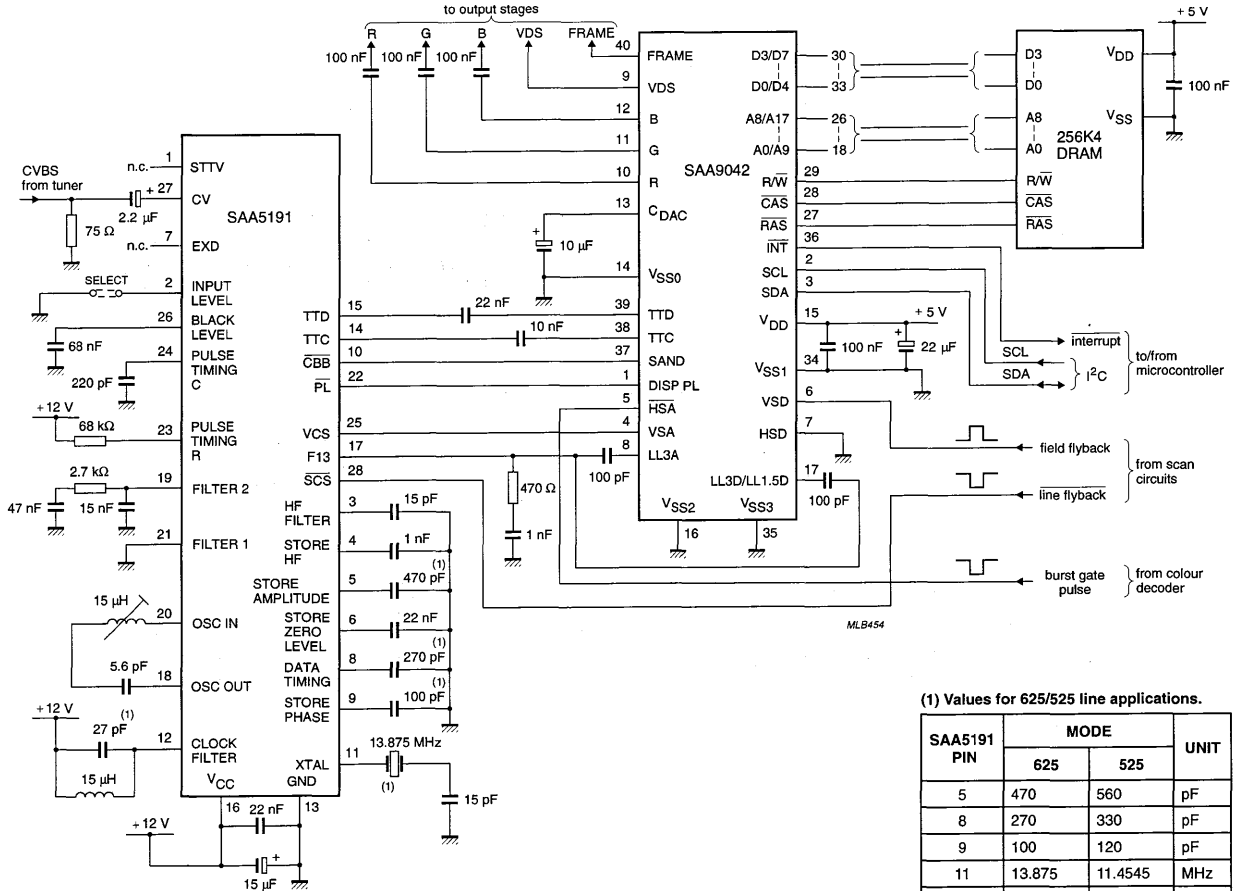 to output stages
R G B VDS FRAME
100 nF 100 nF 100 nF
40 FRAME
9 VDS
12 B
11 G
10 R
13 CDAC
10 μF
14 VSS0
39 TTD
38 TTC
37 SAND
1 DISP PL
5 HSA
4 VSA
8 LL3A
SAA9042
D3/D7 30
D0/D4 33
A8/A17 26
A0/A9 18
R/W 29
CAS 28
RAS 27
INT 36
SCL 2
SDA 3
VDD 15
+ 5 V
100 nF
22 μF
VSS1 34
VSD 6
HSD 7
LL3D/LL1.5D 17
100 pF
VSS2 VSS3
16 35
+ 5 V
D3 VDD
D0
100 nF
A8 VSS
A0
256K4
DRAM
R/W
CAS
RAS
interrupt
SCL
SDA
I2C
to/from
microcontroller
field flyback
line flyback
from scan
circuits
burst gate
pulse
from colour
decoder
MLB454
CVBS
from tuner
75 Ω
2.2 μF
+
n.c. 1 STTV
27 CV
n.c. 7 EXD
SAA5191
SELECT
2 INPUT
LEVEL
26 BLACK
LEVEL
68 nF
24 PULSE
TIMING
C
220 pF
+ 12 V
68 kΩ
23 PULSE
TIMING
R
2.7 kΩ
19 FILTER 2
47 nF 15 nF
21 FILTER 1
15 μH
20 OSC IN
5.6 pF
18 OSC OUT
+ 12 V
(1)
27 pF
12 CLOCK
FILTER
15 μH
VCC GND
16 13
22 nF
+ 12 V
15 μF
+
TTD 15
22 nF
TTC 14
10 nF
CBB 10
PL 22
VCS 25
F13 17
100 pF
SCS 28
470 Ω
1 nF
HF
FILTER
3 15 pF
STORE
HF
4 1 nF
(1)
STORE
AMPLITUDE
5 470 pF
STORE
ZERO
LEVEL
6 22 nF
(1)
DATA
TIMING
8 270 pF
(1)
STORE
PHASE
9 100 pF
XTAL 11
13.875 MHz
(1)
15 pF
(1) Values for 625/525 line applications.
SAA5191 PIN MODE UNIT
625 525
5 470 560 pF
8 270 330 pF
9 100 120 pF
11 13.875 11.4545 MHz